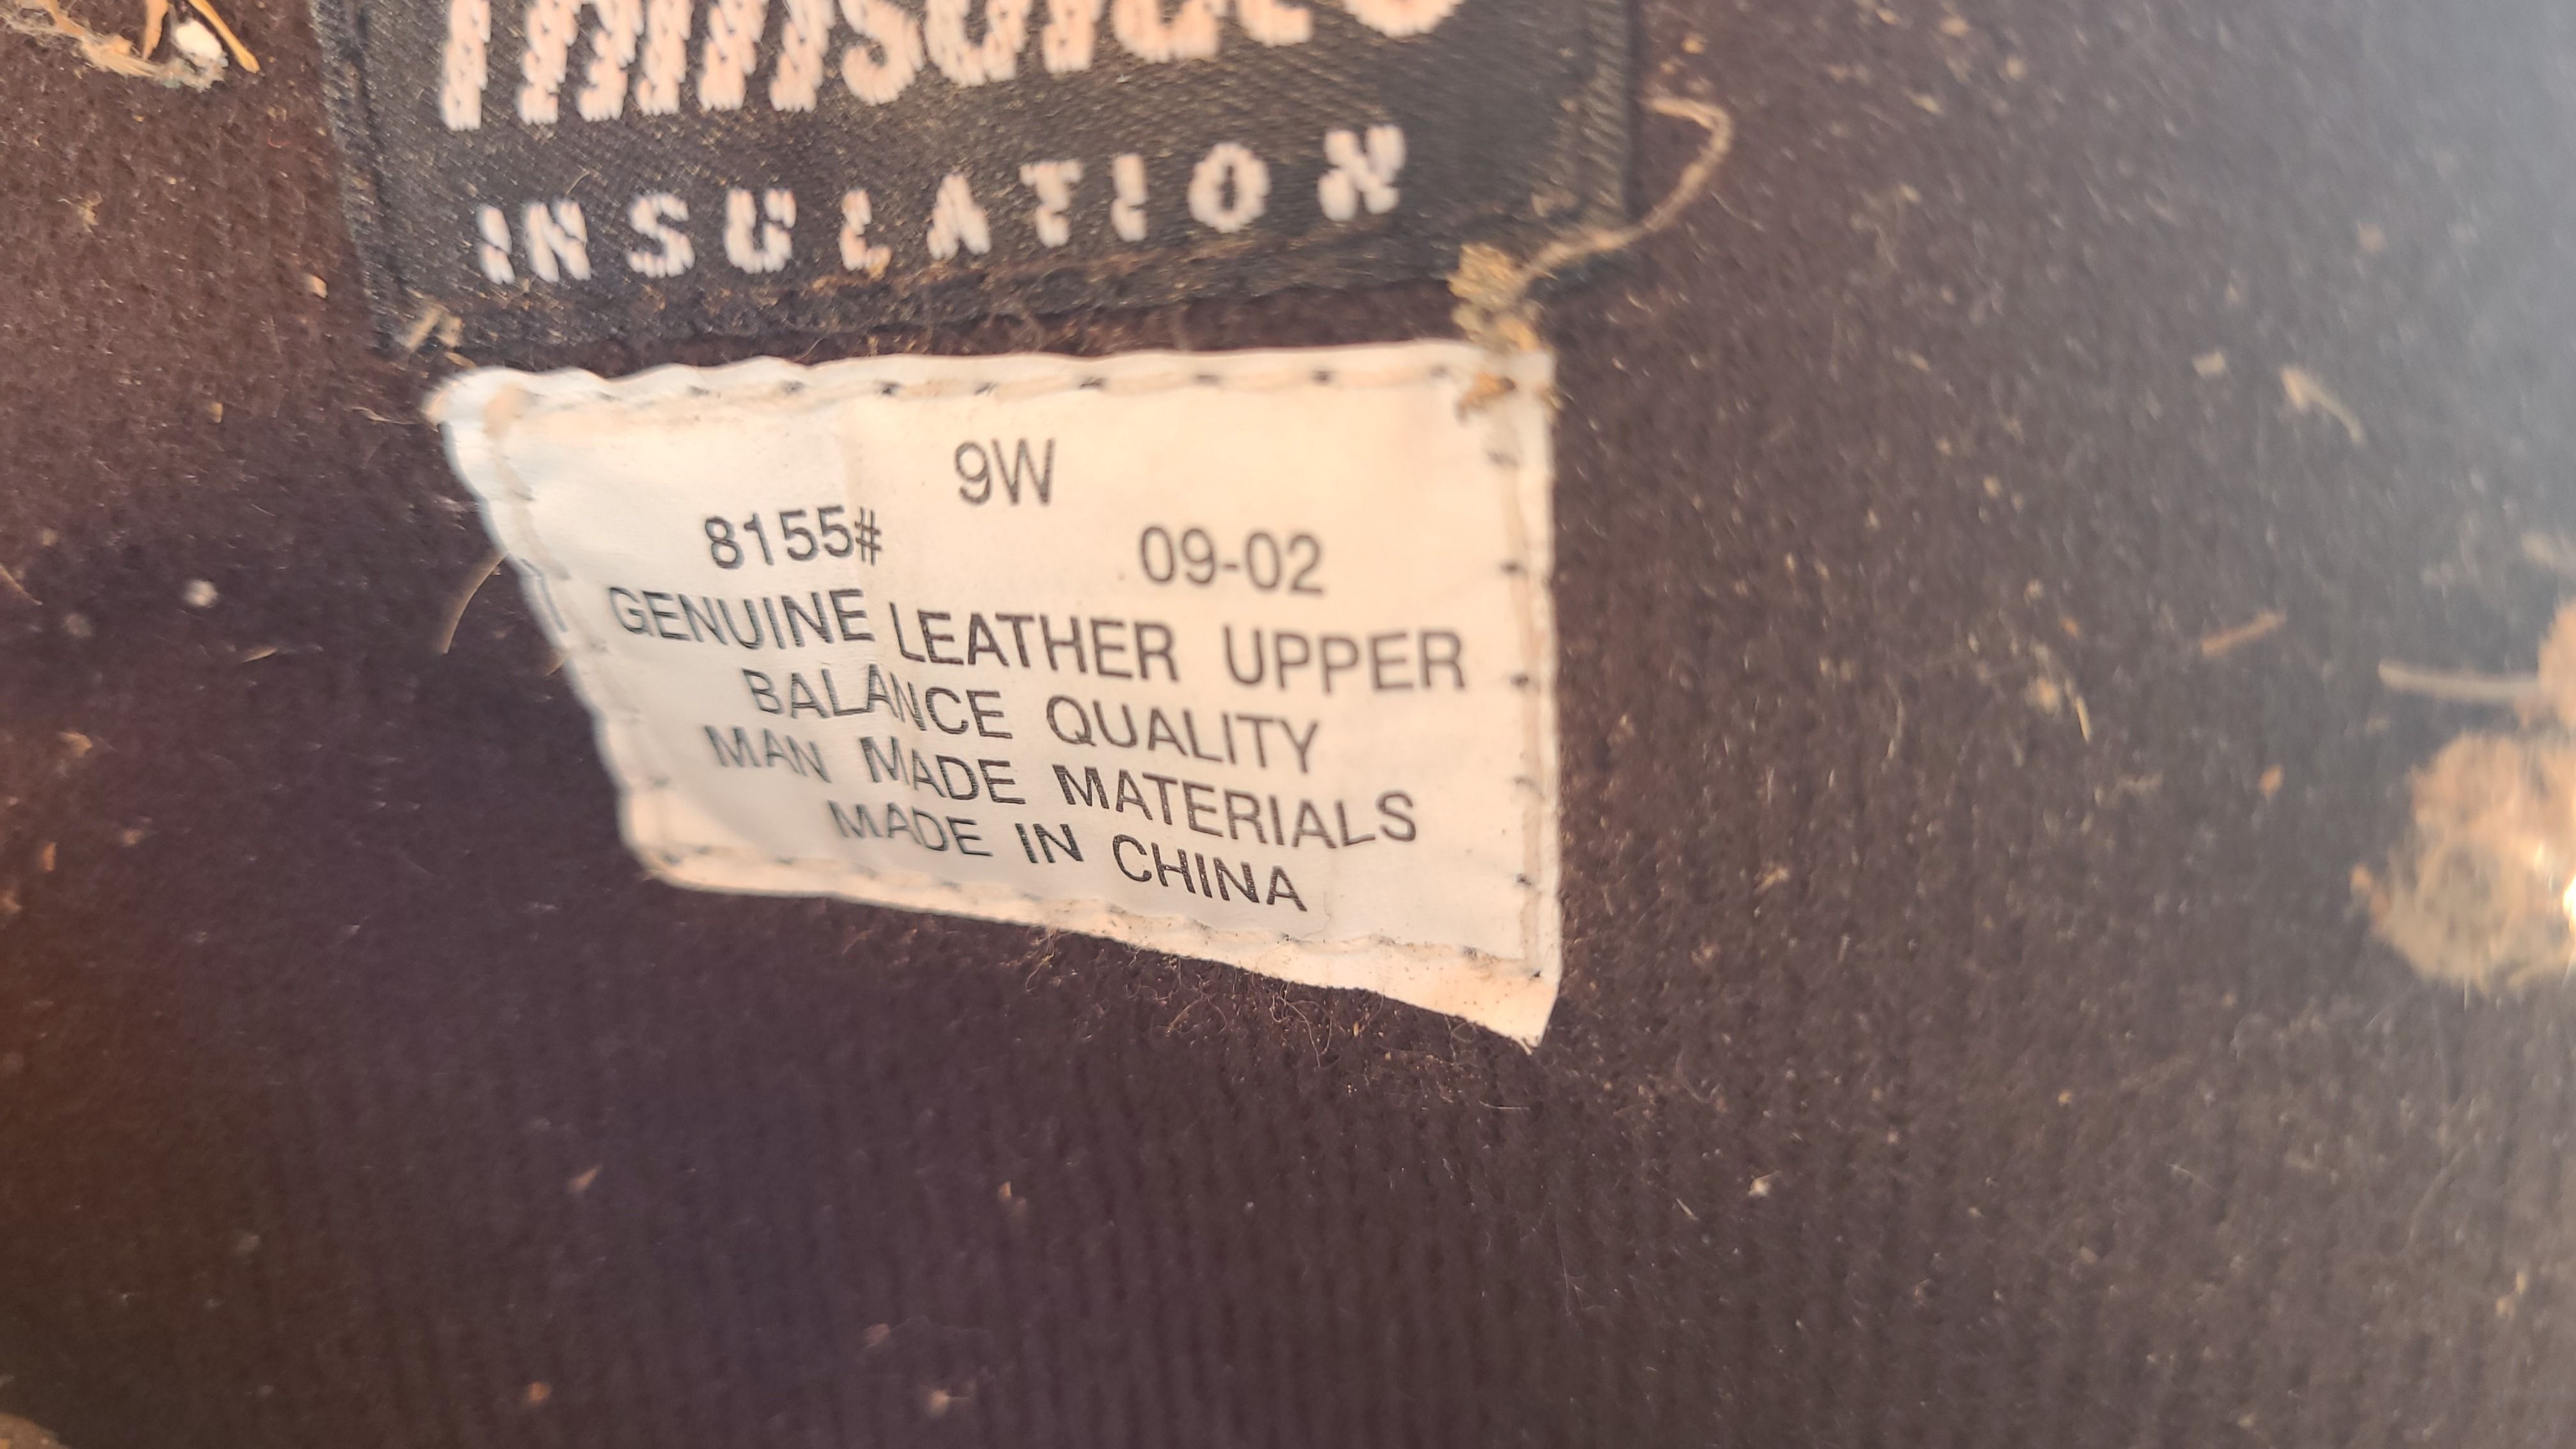 INSULATION
9W
8155# 09-02
GENUINE LEATHER UPPER
BALANCE QUALITY
MAN MADE MATERIALS
MADE IN CHINA